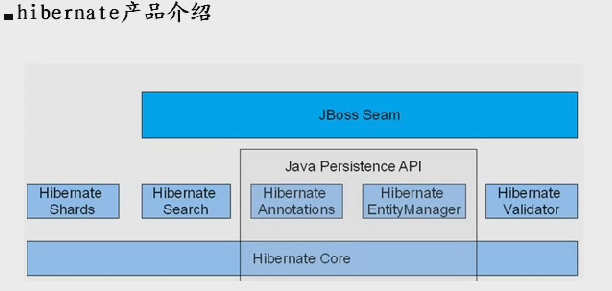 hibernate产品介绍
JBoss Seam
Java Persistence API
Hibernate
Shards
Hibernate
Search
Hibernate
Annotations
Hibernate
EntityManager
Hibernate
Validator
Hibernate Core